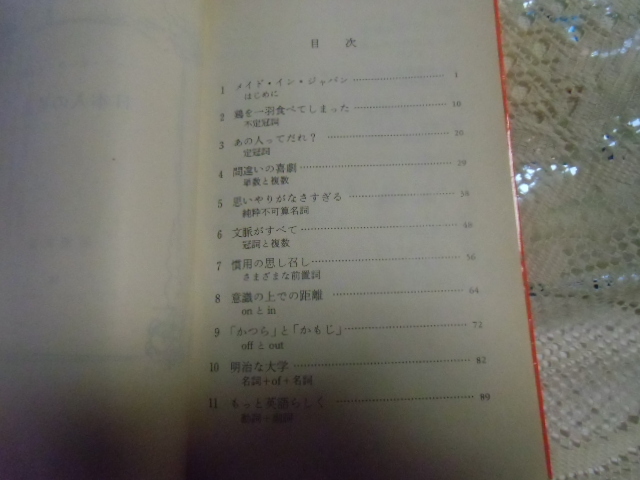 目 次
1 メイド・イン・ジャパン 1
はじめに
2 鶏を一羽食べてしまった 10
不定冠詞
3 あの人ってだれ？ 20
定冠詞
4 間違いの喜劇 29
単数と複数
5 思いやりがなさすぎる
純粋不可算名詞
6 文脈がすべて
冠詞と複数
7 慣用の思し召し 56
さまざまな前置詞
8 意識の上での距離 64
on と in
9 「かつら」と「かもじ」 72
off と out
10 明治な大学 82
名詞＋of＋名詞
11 もっと英語らしく 89